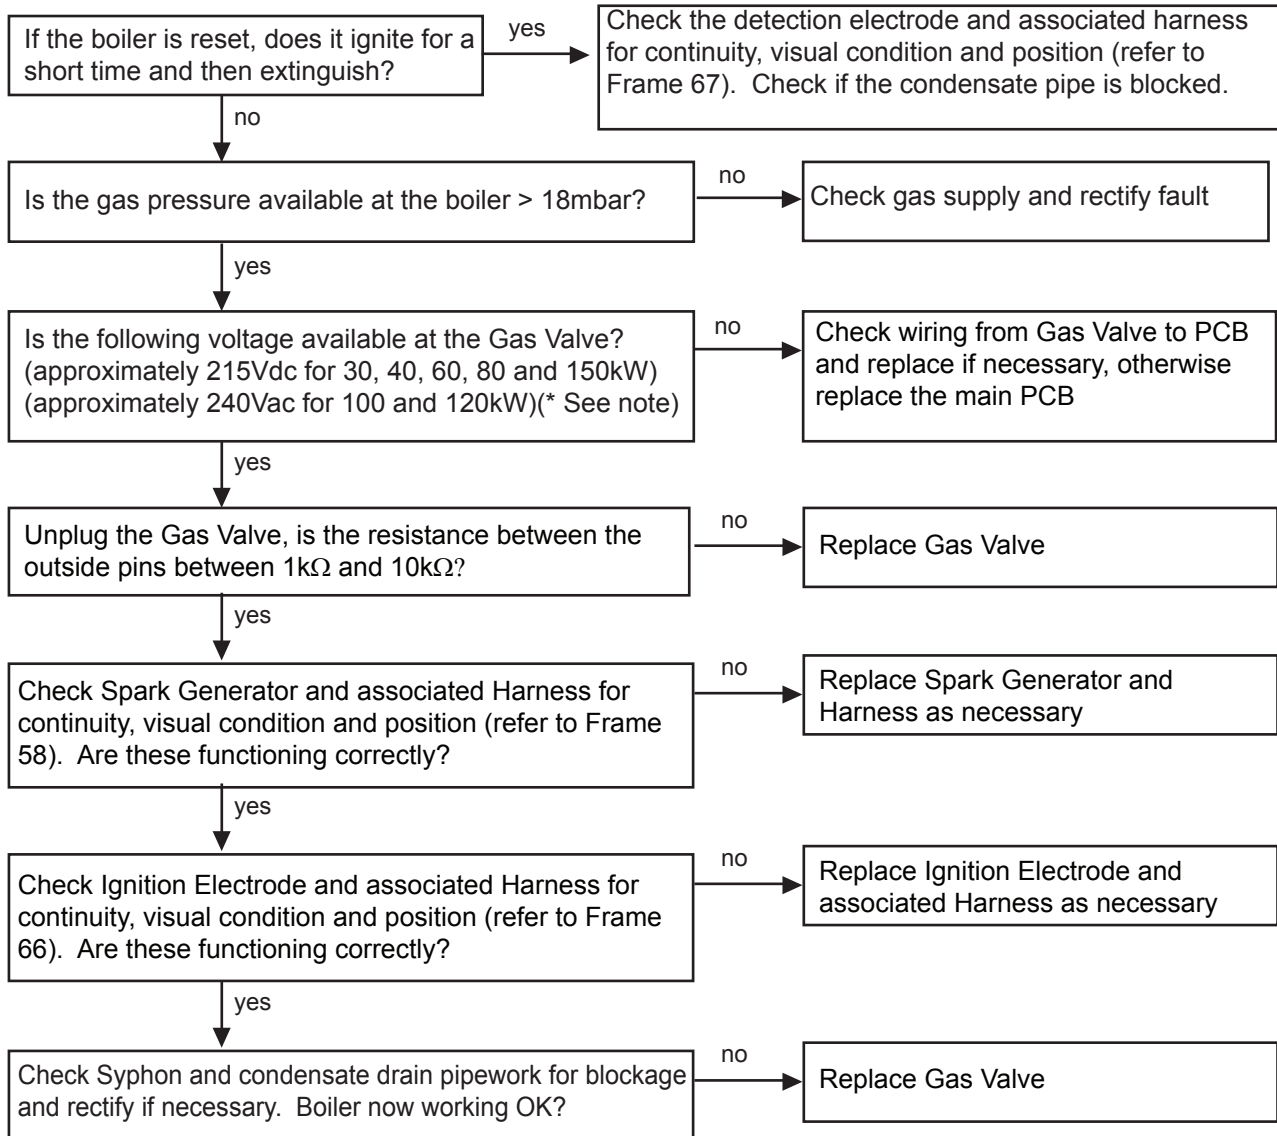 If the boiler is reset, does it ignite for a
short time and then extinguish?
yes
Check the detection electrode and associated harness
for continuity, visual condition and position (refer to
Frame 67).  Check if the condensate pipe is blocked.
no
Is the gas pressure available at the boiler > 18mbar?
no
Check gas supply and rectify fault
yes
Is the following voltage available at the Gas Valve?
(approximately 215Vdc for 30, 40, 60, 80 and 150kW)
(approximately 240Vac for 100 and 120kW)(* See note)
no
Check wiring from Gas Valve to PCB
and replace if necessary, otherwise
replace the main PCB
yes
Unplug the Gas Valve, is the resistance between the
outside pins between 1kΩ and 10kΩ?
no
Replace Gas Valve
yes
Check Spark Generator and associated Harness for
continuity, visual condition and position (refer to Frame
58).  Are these functioning correctly?
no
Replace Spark Generator and
Harness as necessary
yes
Check Ignition Electrode and associated Harness for
continuity, visual condition and position (refer to Frame
66).  Are these functioning correctly?
no
Replace Ignition Electrode and
associated Harness as necessary
yes
Check Syphon and condensate drain pipework for blockage
and rectify if necessary.  Boiler now working OK?
no
Replace Gas Valve